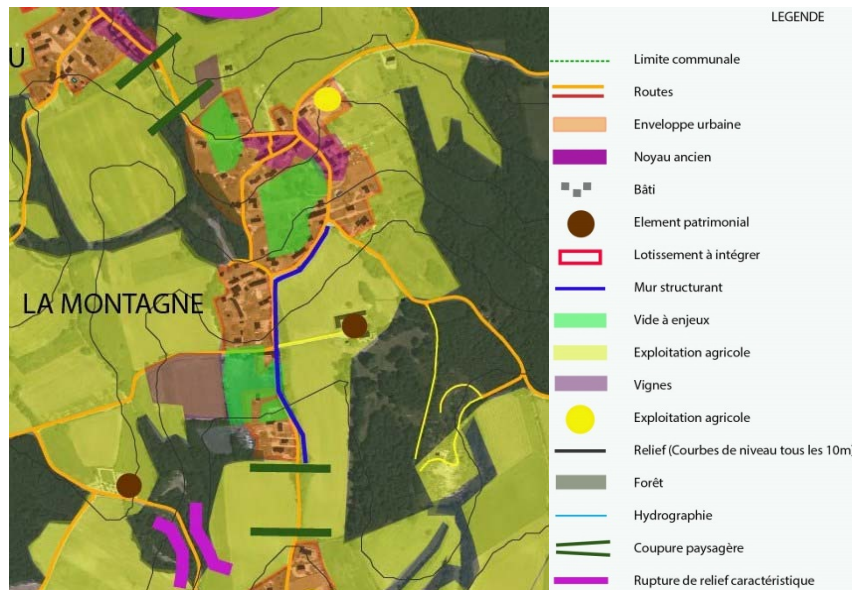 U
LA MONTAGNE
LEGENDE
Limite communale
Routes
Enveloppe urbaine
Noyau ancien
Bâti
Element patrimonial
Lotissement à intégrer
Mur structurant
Vide à enjeux
Exploitation agricole
Vignes
Exploitation agricole
Relief (Courbes de niveau tous les 10m)
Forêt
Hydrographie
Coupure paysagère
Rupture de relief caractéristique